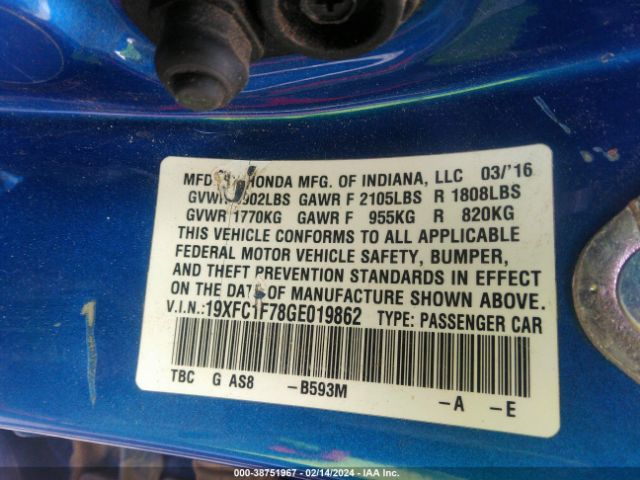 MFD HONDA MFG. OF INDIANA, LLC 03/'16
GVWR 902LBS GAWR F 2105LBS R 1808LBS
GVWR 1770KG GAWR F 955KG R 820KG
THIS VEHICLE CONFORMS TO ALL APPLICABLE
FEDERAL MOTOR VEHICLE SAFETY, BUMPER,
AND THEFT PREVENTION STANDARDS IN EFFECT
ON THE DATE OF MANUFACTURE SHOWN ABOVE.
V.I.N.:19XFC1F78GE019862 TYPE: PASSENGER CAR
TBC G AS8 -B593M
-A -E
000-38751967 - 02/14/2024 - IAA Inc.